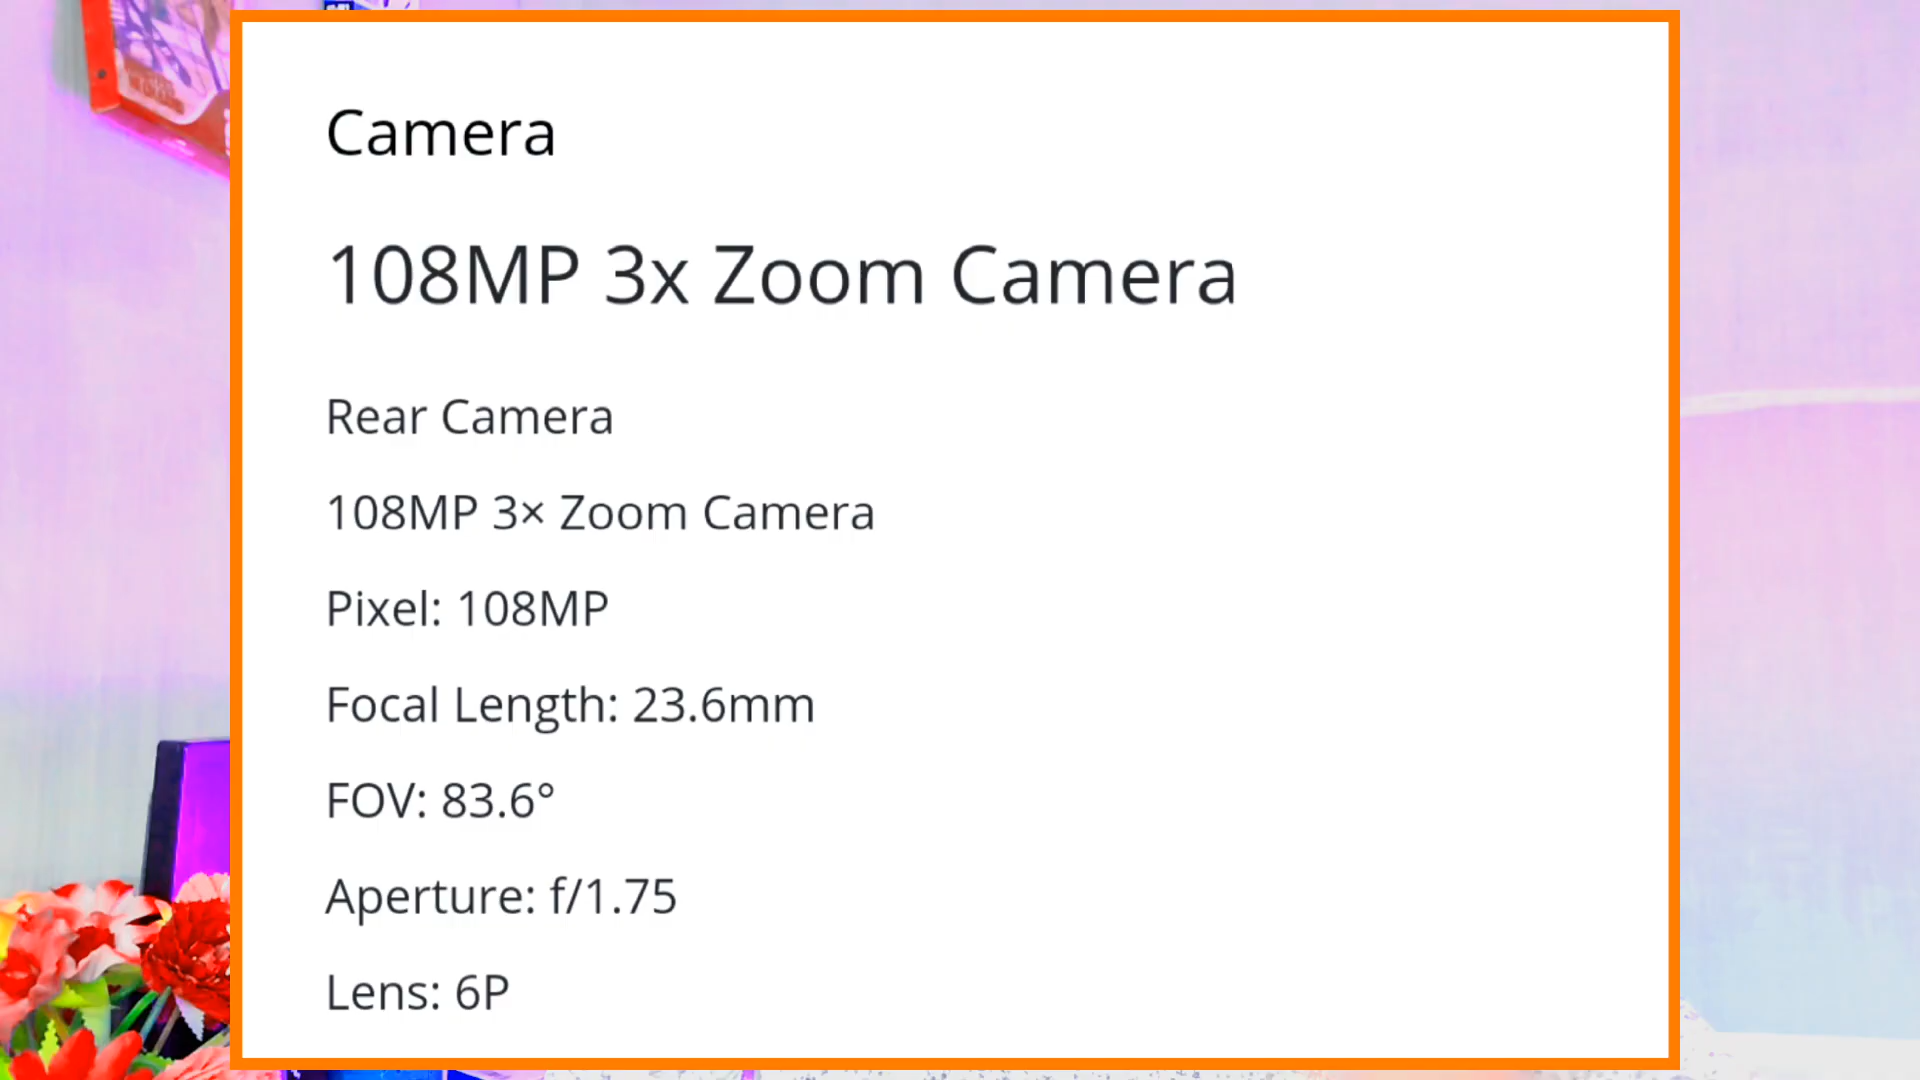 Camera
108MP 3x Zoom Camera
Rear Camera
108MP 3× Zoom Camera
Pixel: 108MP
Focal Length: 23.6mm
FOV: 83.6°
Aperture: f/1.75
Lens: 6P